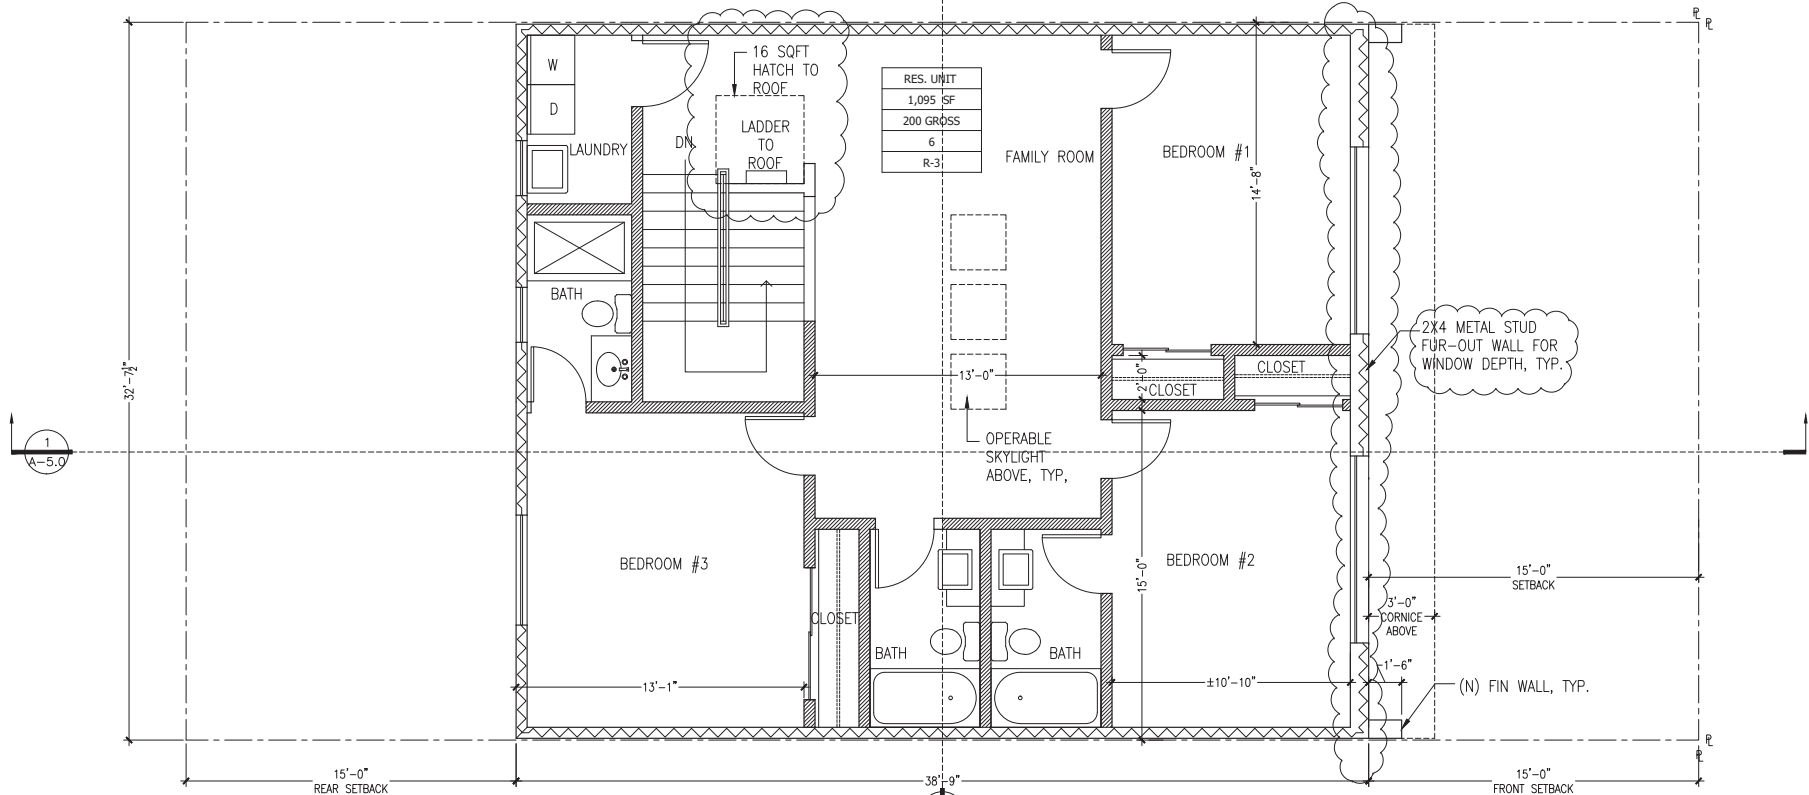 ℄
℄
16 SQFT
HATCH TO
ROOF
W
D
RES. UNIT
1,095 SF
200 GROSS
6
R-3
LADDER
TO
ROOF
DN
LAUNDRY
FAMILY ROOM
BEDROOM #1
14'-8"
BATH
2X4 METAL STUD
FUR-OUT WALL FOR
WINDOW DEPTH, TYP.
32'-7½"
13'-0"
2'-0"
CLOSET
CLOSET
1
A-5.0
OPERABLE
SKYLIGHT
ABOVE, TYP,
BEDROOM #3
BEDROOM #2
15'-0"
15'-0"
SETBACK
3'-0"
CORNICE
ABOVE
CLOSET
BATH
BATH
1'-6"
13'-1"
±10'-10"
(N) FIN WALL, TYP.
℄
℄
15'-0"
REAR SETBACK
38'-9"
15'-0"
FRONT SETBACK